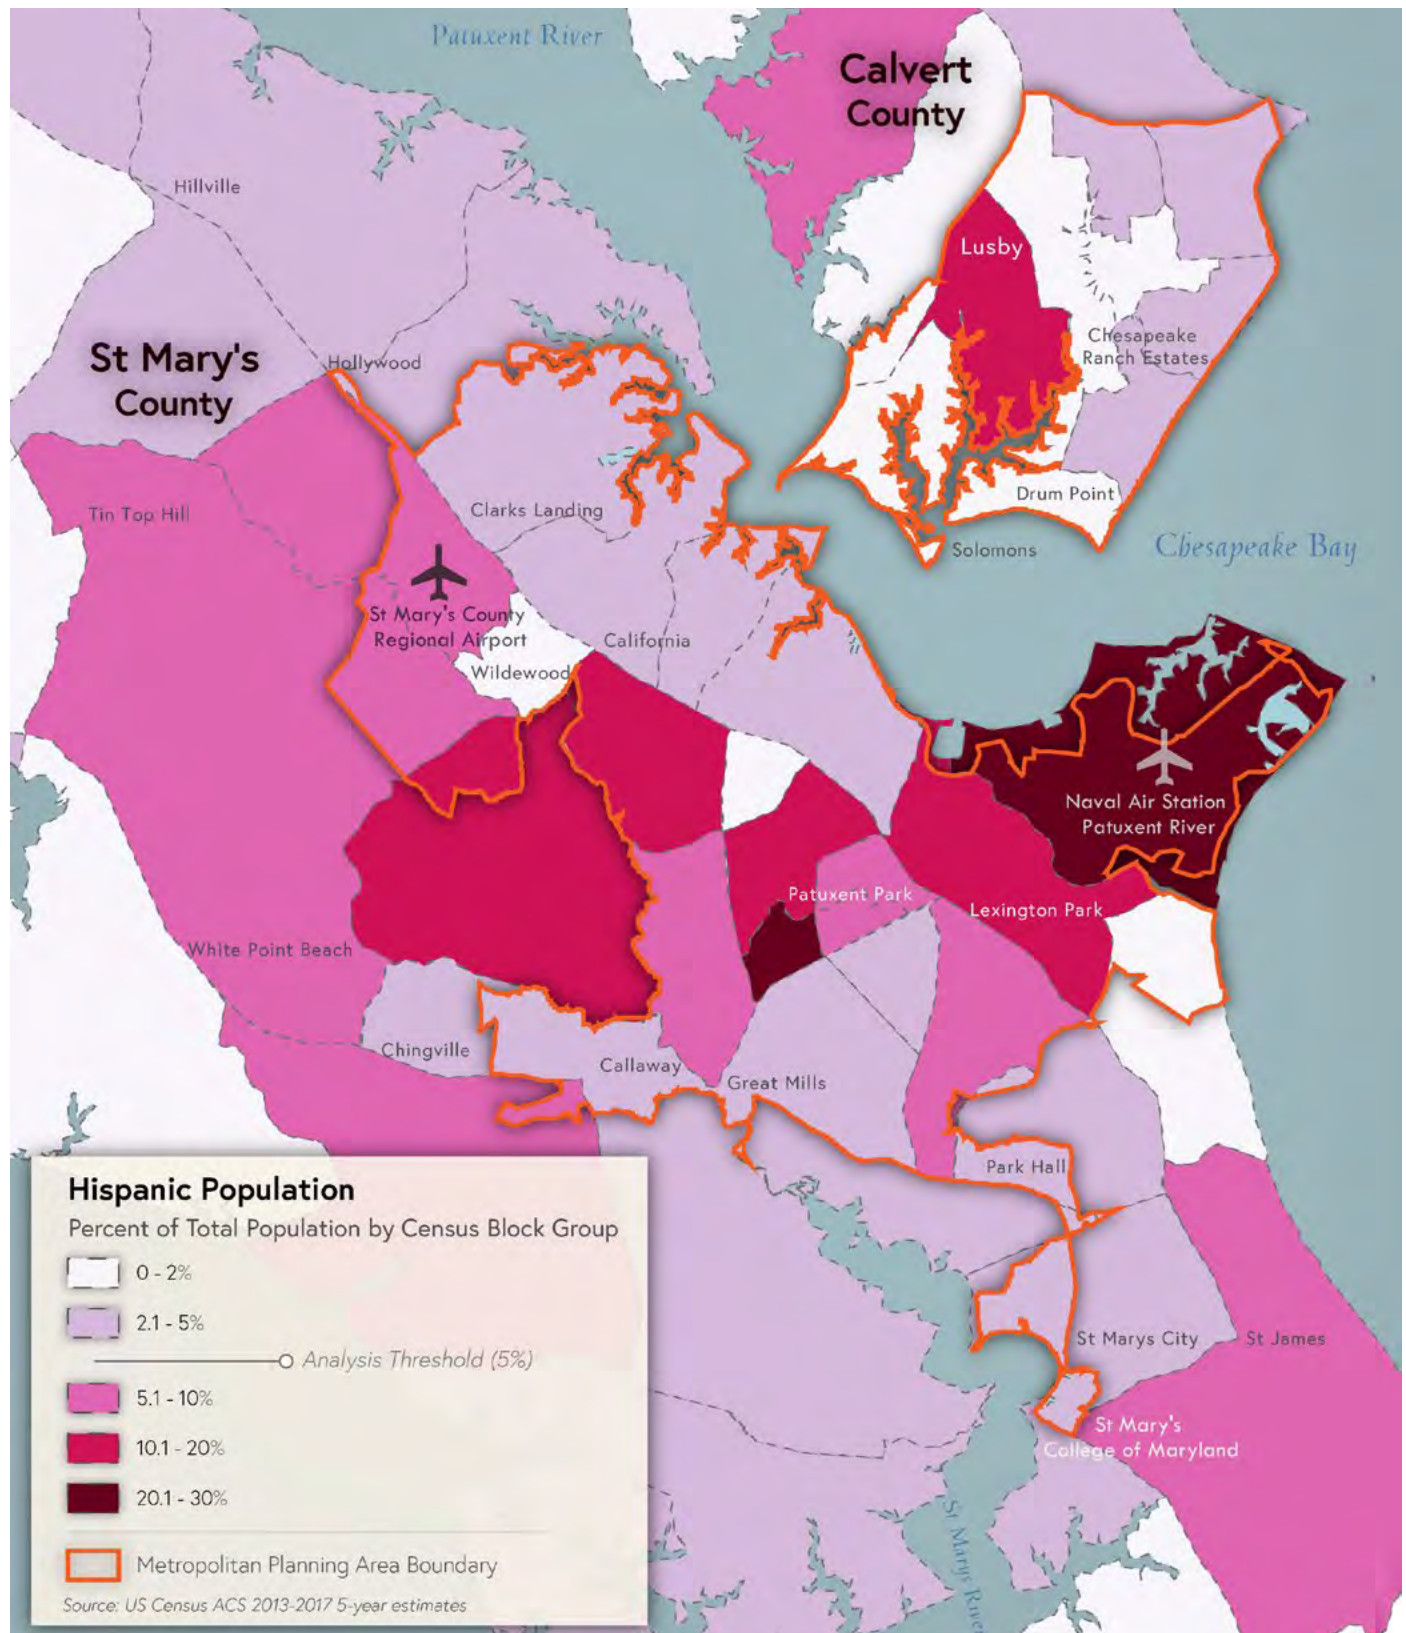 Patuxent River
Calvert
County
Hillville
Lusby
St Mary's
County
Hollywood
Chesapeake
Ranch Estates
Clarks Landing
Tin Top Hill
Drum Point
Solomons
Chesapeake Bay
St Mary's County
Regional Airport
California
Wildewood
Naval Air Station
Patuxent River
Patuxent Park
Lexington Park
White Point Beach
Chingville
Callaway
Great Mills
Park Hall
St Marys City
St James
St Mary's
College of Maryland
St Marys River
Hispanic Population
Percent of Total Population by Census Block Group
0 - 2%
2.1 - 5%
Analysis Threshold (5%)
5.1 - 10%
10.1 - 20%
20.1 - 30%
Metropolitan Planning Area Boundary
Source: US Census ACS 2013-2017 5-year estimates